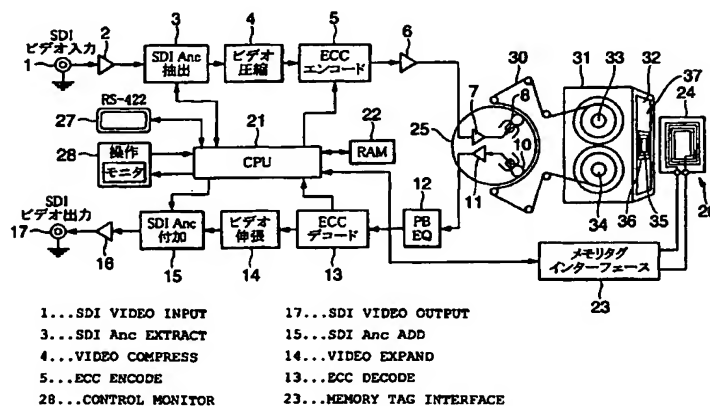 SDI
ビデオ入力
1
2
3
SDI Anc
抽出
4
ビデオ
圧縮
5
ECC
エンコード
6
30
7
8
31
33
32
37
24
RS-422
27
21
CPU
22
RAM
25
10
11
28
操作
モニタ
12
PB
EQ
34
36
35
SDI
ビデオ出力
17
16
SDI Anc
付加
15
ビデオ
伸張
14
ECC
デコード
13
メモリタグ
インターフェース
23
1...SDI VIDEO INPUT
3...SDI Anc EXTRACT
4...VIDEO COMPRESS
5...ECC ENCODE
28...CONTROL MONITOR
17...SDI VIDEO OUTPUT
15...SDI Anc ADD
14...VIDEO EXPAND
13...ECC DECODE
23...MEMORY TAG INTERFACE